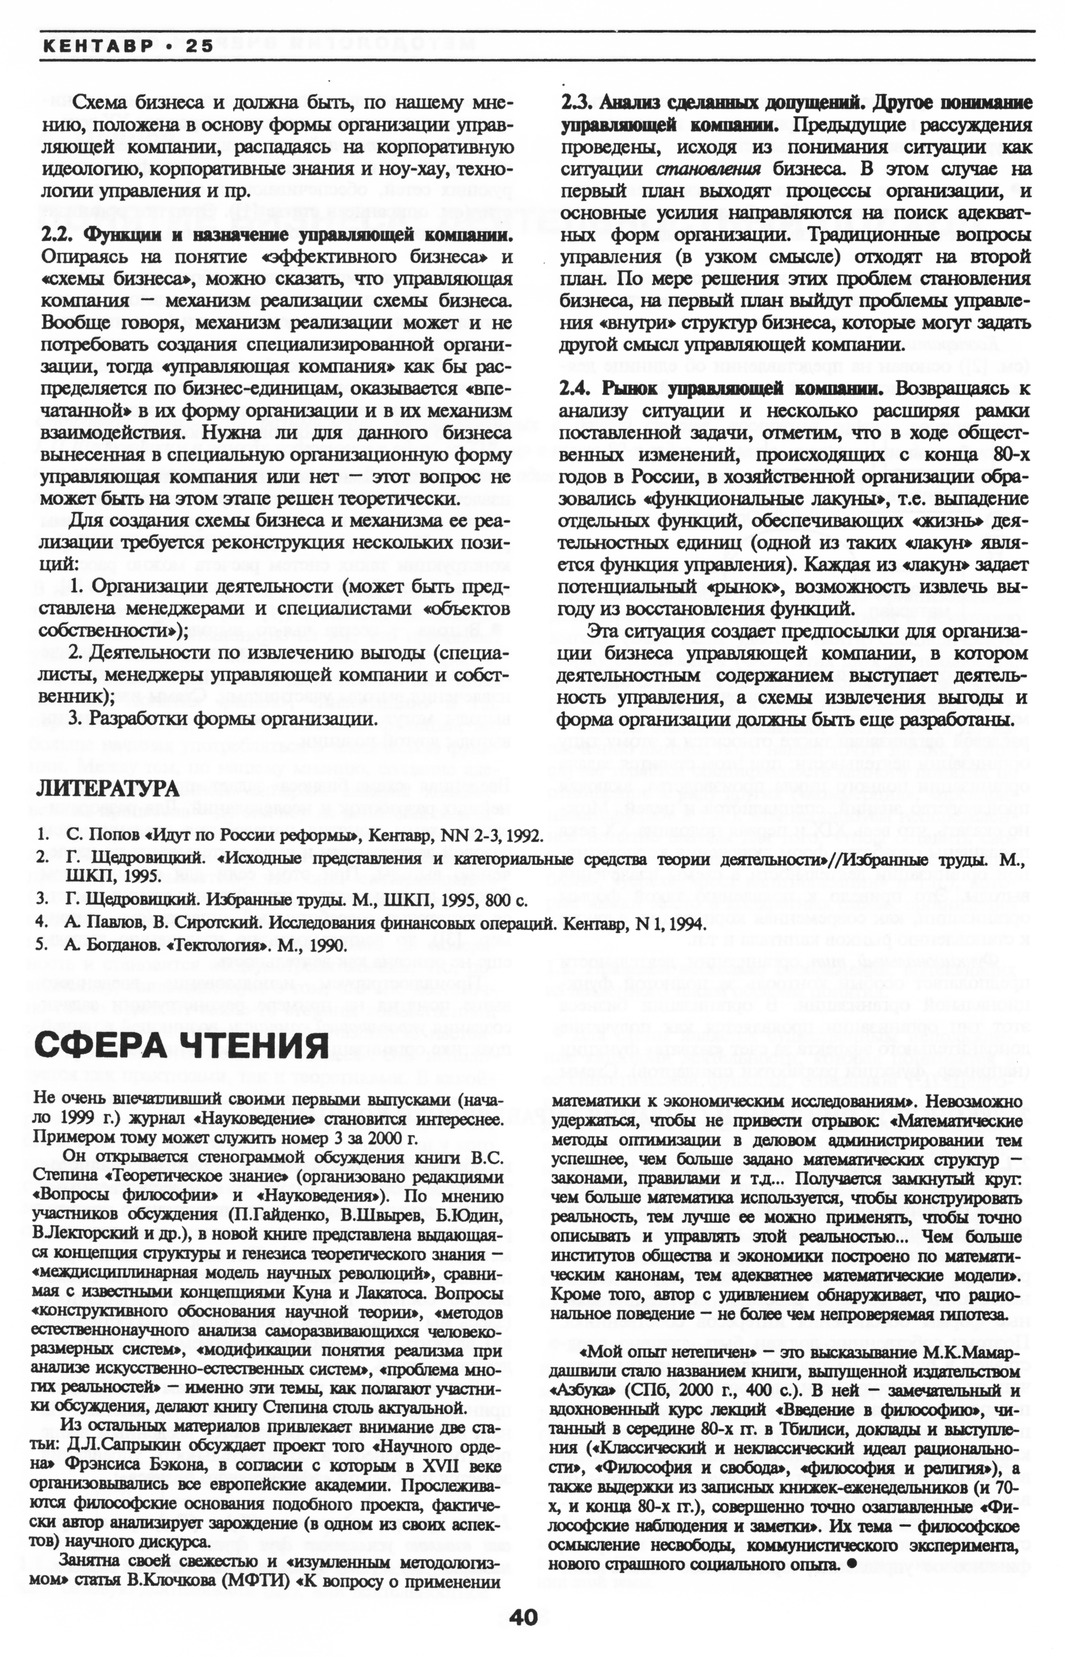 КЕНТАВР • 25
Схема бизнеса и должна быть, по нашему мне-
нию, положена в основу формы организации управ-
ляющей компании, распадаясь на корпоративную
идеологию, корпоративные знания и ноу-хау, техно-
логии управления и пр.
2.2. Функции и назначение управляющей компании.
Опираясь на понятие «эффективного бизнеса» и
«схемы бизнеса», можно сказать, что управляющая
компания — механизм реализации схемы бизнеса.
Вообще говоря, механизм реализации может и не
потребовать создания специализированной органи-
зации, тогда «управляющая компания» как бы рас-
пределяется по бизнес-единицам, оказывается «впе-
чатанной» в их форму организации и в их механизм
взаимодействия. Нужна ли для данного бизнеса
вынесенная в специальную организационную форму
управляющая компания или нет — этот вопрос не
может быть на этом этапе решен теоретически.
Для создания схемы бизнеса и механизма ее реа-
лизации требуется реконструкция нескольких пози-
ций:
1. Организации деятельности (может быть пред-
ставлена менеджерами и специалистами «объектов
собственности»);
2. Деятельности по извлечению выгоды (специа-
листы, менеджеры управляющей компании и собст-
венник);
3. Разработки формы организации.
2.3. Анализ сделанных допущений. Другое понимание
управляющей компании. Предыдущие рассуждения
проведены, исходя из понимания ситуации как
ситуации становления бизнеса. В этом случае на
первый план выходят процессы организации, и
основные усилия направляются на поиск адекват-
ных форм организации. Традиционные вопросы
управления (в узком смысле) отходят на второй
план. По мере решения этих проблем становления
бизнеса, на первый план выйдут проблемы управле-
ния «внутри» структур бизнеса, которые могут задать
другой смысл управляющей компании.
2.4. Рынок управляющей компании. Возвращаясь к
анализу ситуации и несколько расширяя рамки
поставленной задачи, отметим, что в ходе общест-
венных изменений, происходящих с конца 80-х
годов в России, в хозяйственной организации обра-
зовались «функциональные лакуны», т.е. выпадение
отдельных функций, обеспечивающих «жизнь» дея-
тельностных единиц (одной из таких «лакун» явля-
ется функция управления). Каждая из «лакун» задает
потенциальный «рынок», возможность извлечь вы-
году из восстановления функций.
Эта ситуация создает предпосылки для организа-
ции бизнеса управляющей компании, в котором
деятельностным содержанием выступает деятель-
ность управления, а схемы извлечения выгоды и
форма организации должны быть еще разработаны.
ЛИТЕРАТУРА
1. С. Попов «Идут по России реформы», Кентавр, NN 2-3, 1992.
2. Г. Щедровицкий. «Исходные представления и категориальные средства теории деятельности»//Избранные труды. М.,
ШКП, 1995.
3. Г. Щедровицкий. Избранные труды. М., ШКП, 1995, 800 с.
4. А. Павлов, В. Сиротский. Исследования финансовых операций. Кентавр, N 1, 1994.
5. А. Богданов. «Тектология». М., 1990.
СФЕРА ЧТЕНИЯ
Не очень впечатливший своими первыми выпусками (нача-
ло 1999 г.) журнал «Науковедение» становится интереснее.
Примером тому может служить номер 3 за 2000 г.
Он открывается стенограммой обсуждения книги В.С.
Степина «Теоретическое знание» (организовано редакциями
«Вопросы философии» и «Науковедения»). По мнению
участников обсуждения (П.Гайденко, В.Швырев, Б.Юдин,
В.Лекторский и др.), в новой книге представлена выдающая-
ся концепция структуры и генезиса теоретического знания —
«междисциплинарная модель научных революций», сравни-
мая с известными концепциями Куна и Лакатоса. Вопросы
«конструктивного обоснования научной теории», «методов
естественнонаучного анализа саморазвивающихся человеко-
размерных систем», «модификации понятия реализма при
анализе искусственно-естественных систем», «проблема мно-
гих реальностей» — именно эти темы, как полагают участни-
ки обсуждения, делают книгу Степина столь актуальной.
Из остальных материалов привлекает внимание две ста-
тьи: Д.Л.Сапрыкин обсуждает проект того «Научного орде-
на» Фрэнсиса Бэкона, в согласии с которым в XVII веке
организовывались все европейские академии. Прослежива-
ются философские основания подобного проекта, фактиче-
ски автор анализирует зарождение (в одном из своих аспек-
тов) научного дискурса.
Занятна своей свежестью и «изумленным методологиз-
мом» статья В.Клочкова (МФТИ) «К вопросу о применении
математики к экономическим исследованиям». Невозможно
удержаться, чтобы не привести отрывок: «Математические
методы оптимизации в деловом администрировании тем
успешнее, чем больше задано математических структур —
законами, правилами и т.д... Получается замкнутый круг:
чем больше математика используется, чтобы конструировать
реальность, тем лучше ее можно применять, чтобы точно
описывать и управлять этой реальностью... Чем больше
институтов общества и экономики построено по математи-
ческим канонам, тем адекватнее математические модели».
Кроме того, автор с удивлением обнаруживает, что рацио-
нальное поведение — не более чем непроверяемая гипотеза.
«Мой опыт нетепичен» — это высказывание М.К.Мамар-
дашвили стало названием книги, выпущенной издательством
«Азбука» (СПб, 2000 г., 400 с.). В ней — замечательный и
вдохновенный курс лекций «Введение в философию», чи-
танный в середине 80-х гг. в Тбилиси, доклады и выступле-
ния («Классический и неклассический идеал рационально-
сти», «Философия и свобода», «философия и религия»), а
также выдержки из записных книжек-еженедельников (и 70-
х, и конца 80-х гг.), совершенно точно озаглавленные «Фи-
лософские наблюдения и заметки». Их тема — философское
осмысление несвободы, коммунистического эксперимента,
нового страшного социального опыта. ●
40